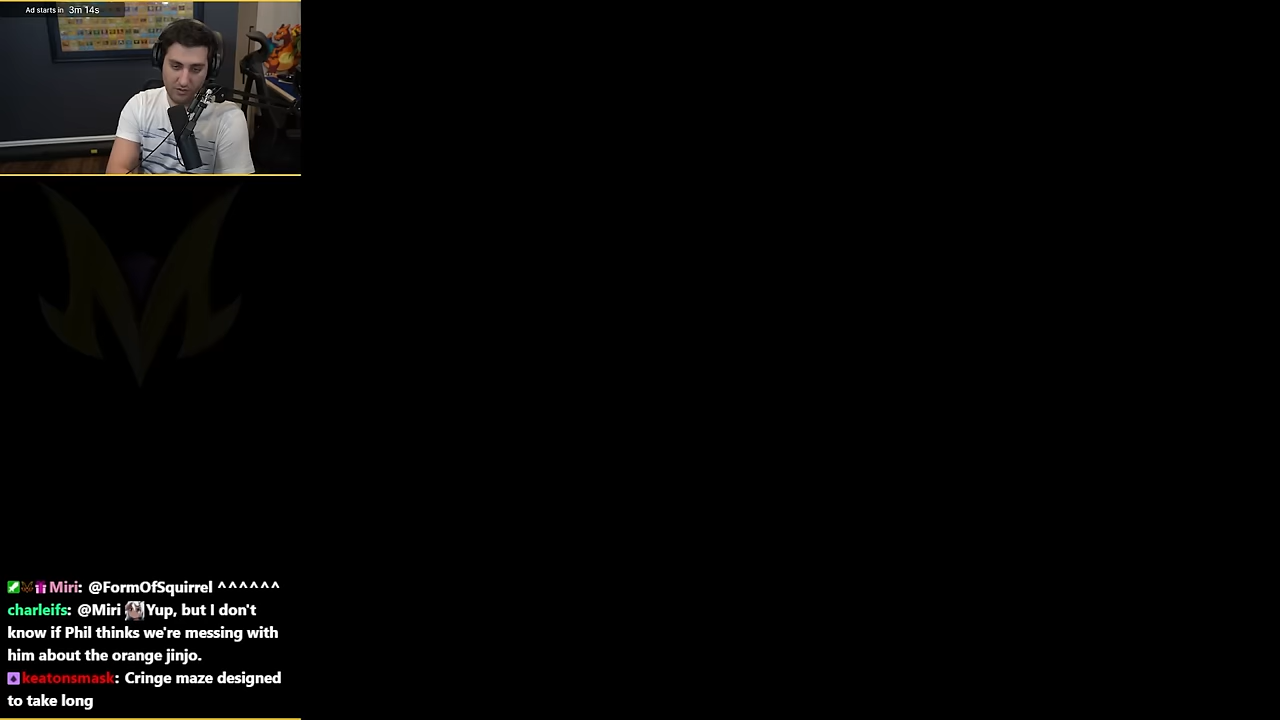 Ad starts in 3m 14s
Miri: @FormOfSquirrel ^^^^^^
charleifs: @Miri Yup, but I don't
know if Phil thinks we're messing with
him about the orange jinjo.
keatonsmask: Cringe maze designed
to take long